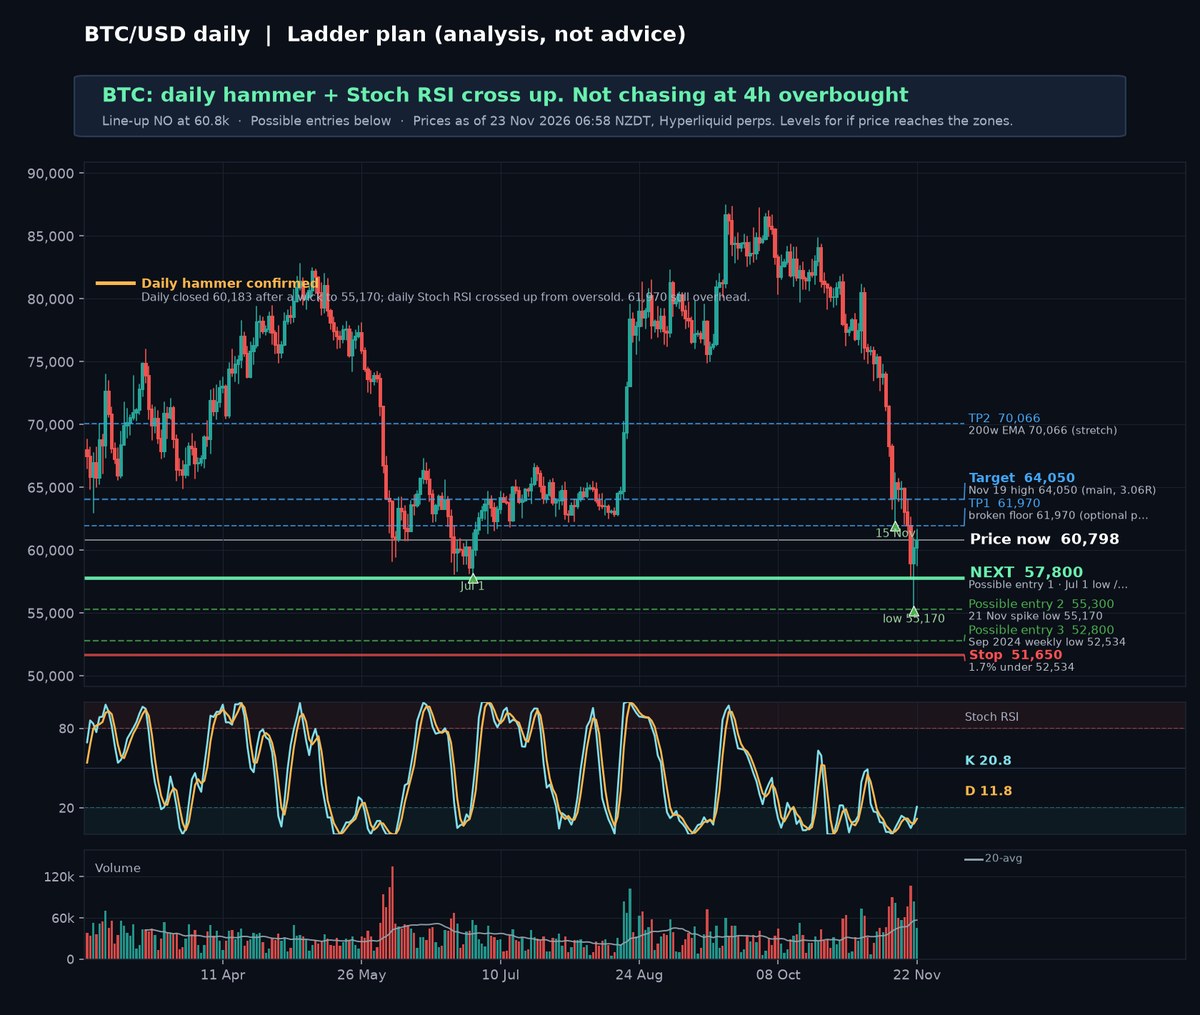 BTC/USD daily  |  Ladder plan (analysis, not advice)
BTC: daily hammer + Stoch RSI cross up. Not chasing at 4h overbought
Line-up NO at 60.8k  ·  Possible entries below  ·  Prices as of 23 Nov 2026 06:58 NZDT, Hyperliquid perps. Levels for if price reaches the zones.
90,000
85,000
Daily hammer confirmed
Daily closed 60,183 after a wick to 55,170; daily Stoch RSI crossed up from oversold. 61,970 still overhead.
80,000
75,000
70,000
TP2  70,066
200w EMA 70,066 (stretch)
65,000
Target  64,050
Nov 19 high 64,050 (main, 3.06R)
TP1  61,970
broken floor 61,970 (optional p...
15 Nov
Price now  60,798
60,000
NEXT  57,800
Possible entry 1 · Jul 1 low /...
Jul 1
55,000
Possible entry 2  55,300
21 Nov spike low 55,170
low 55,170
Possible entry 3  52,800
Sep 2024 weekly low 52,534
Stop  51,650
1.7% under 52,534
50,000
Stoch RSI
80
K 20.8
D 11.8
20
Volume
20-avg
120k
60k
0
11 Apr
26 May
10 Jul
24 Aug
08 Oct
22 Nov